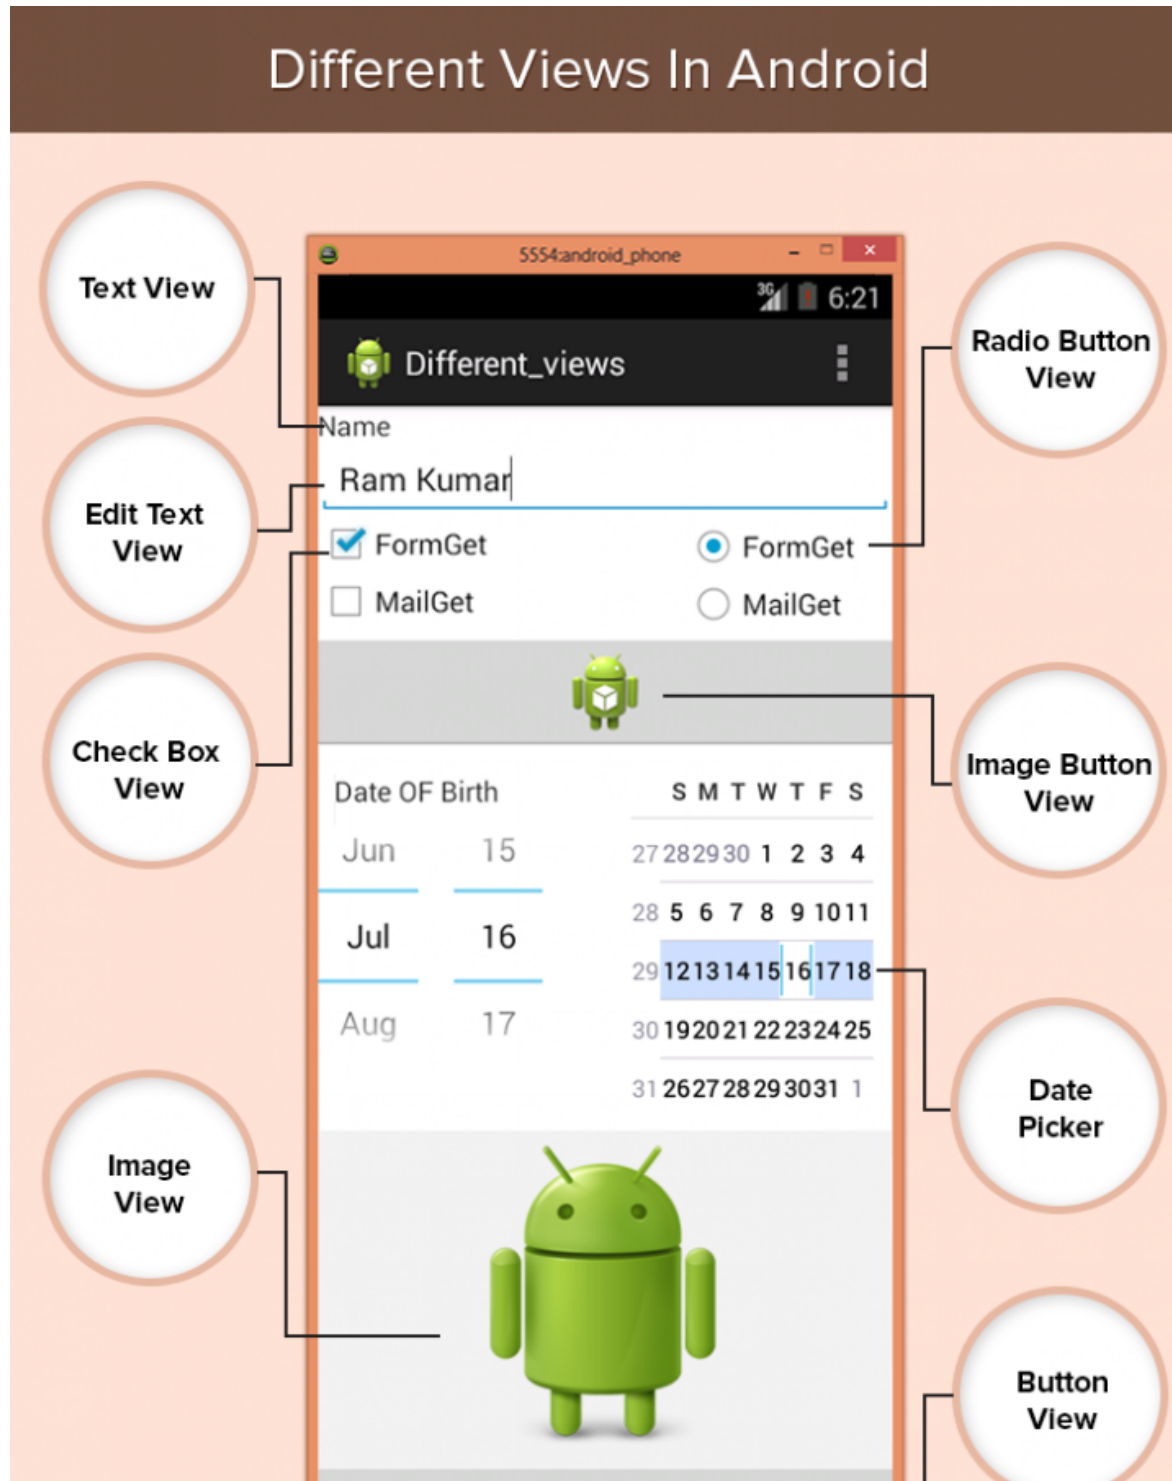 Different Views In Android
Text View
5554:android_phone
3G 6:21
Different_views
Radio Button
View
Name
Ram Kumar
Edit Text
View
FormGet
FormGet
MailGet
MailGet
Check Box
View
Image Button
View
Date OF Birth
S M T W T F S
Jun 15
27 28 29 30 1 2 3 4
28 5 6 7 8 9 10 11
Jul 16
29 12 13 14 15 16 17 18
Aug 17
30 19 20 21 22 23 24 25
31 26 27 28 29 30 31 1
Date
Picker
Image
View
Button
View